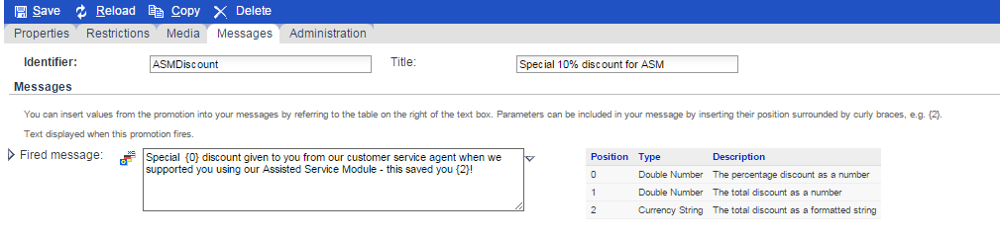 Save Reload Copy Delete
Properties Restrictions Media Messages Administration
Identifier: ASMDiscount Title: Special 10% discount for ASM
Messages
You can insert values from the promotion into your messages by referring to the table on the right of the text box. Parameters can be included in your message by inserting their position surrounded by curly braces, e.g. {2}.
Text displayed when this promotion fires.
Fired message: Special {0} discount given to you from our customer service agent when we
supported you using our Assisted Service Module - this saved you {2}!
Position Type Description
0 Double Number The percentage discount as a number
1 Double Number The total discount as a number
2 Currency String The total discount as a formatted string